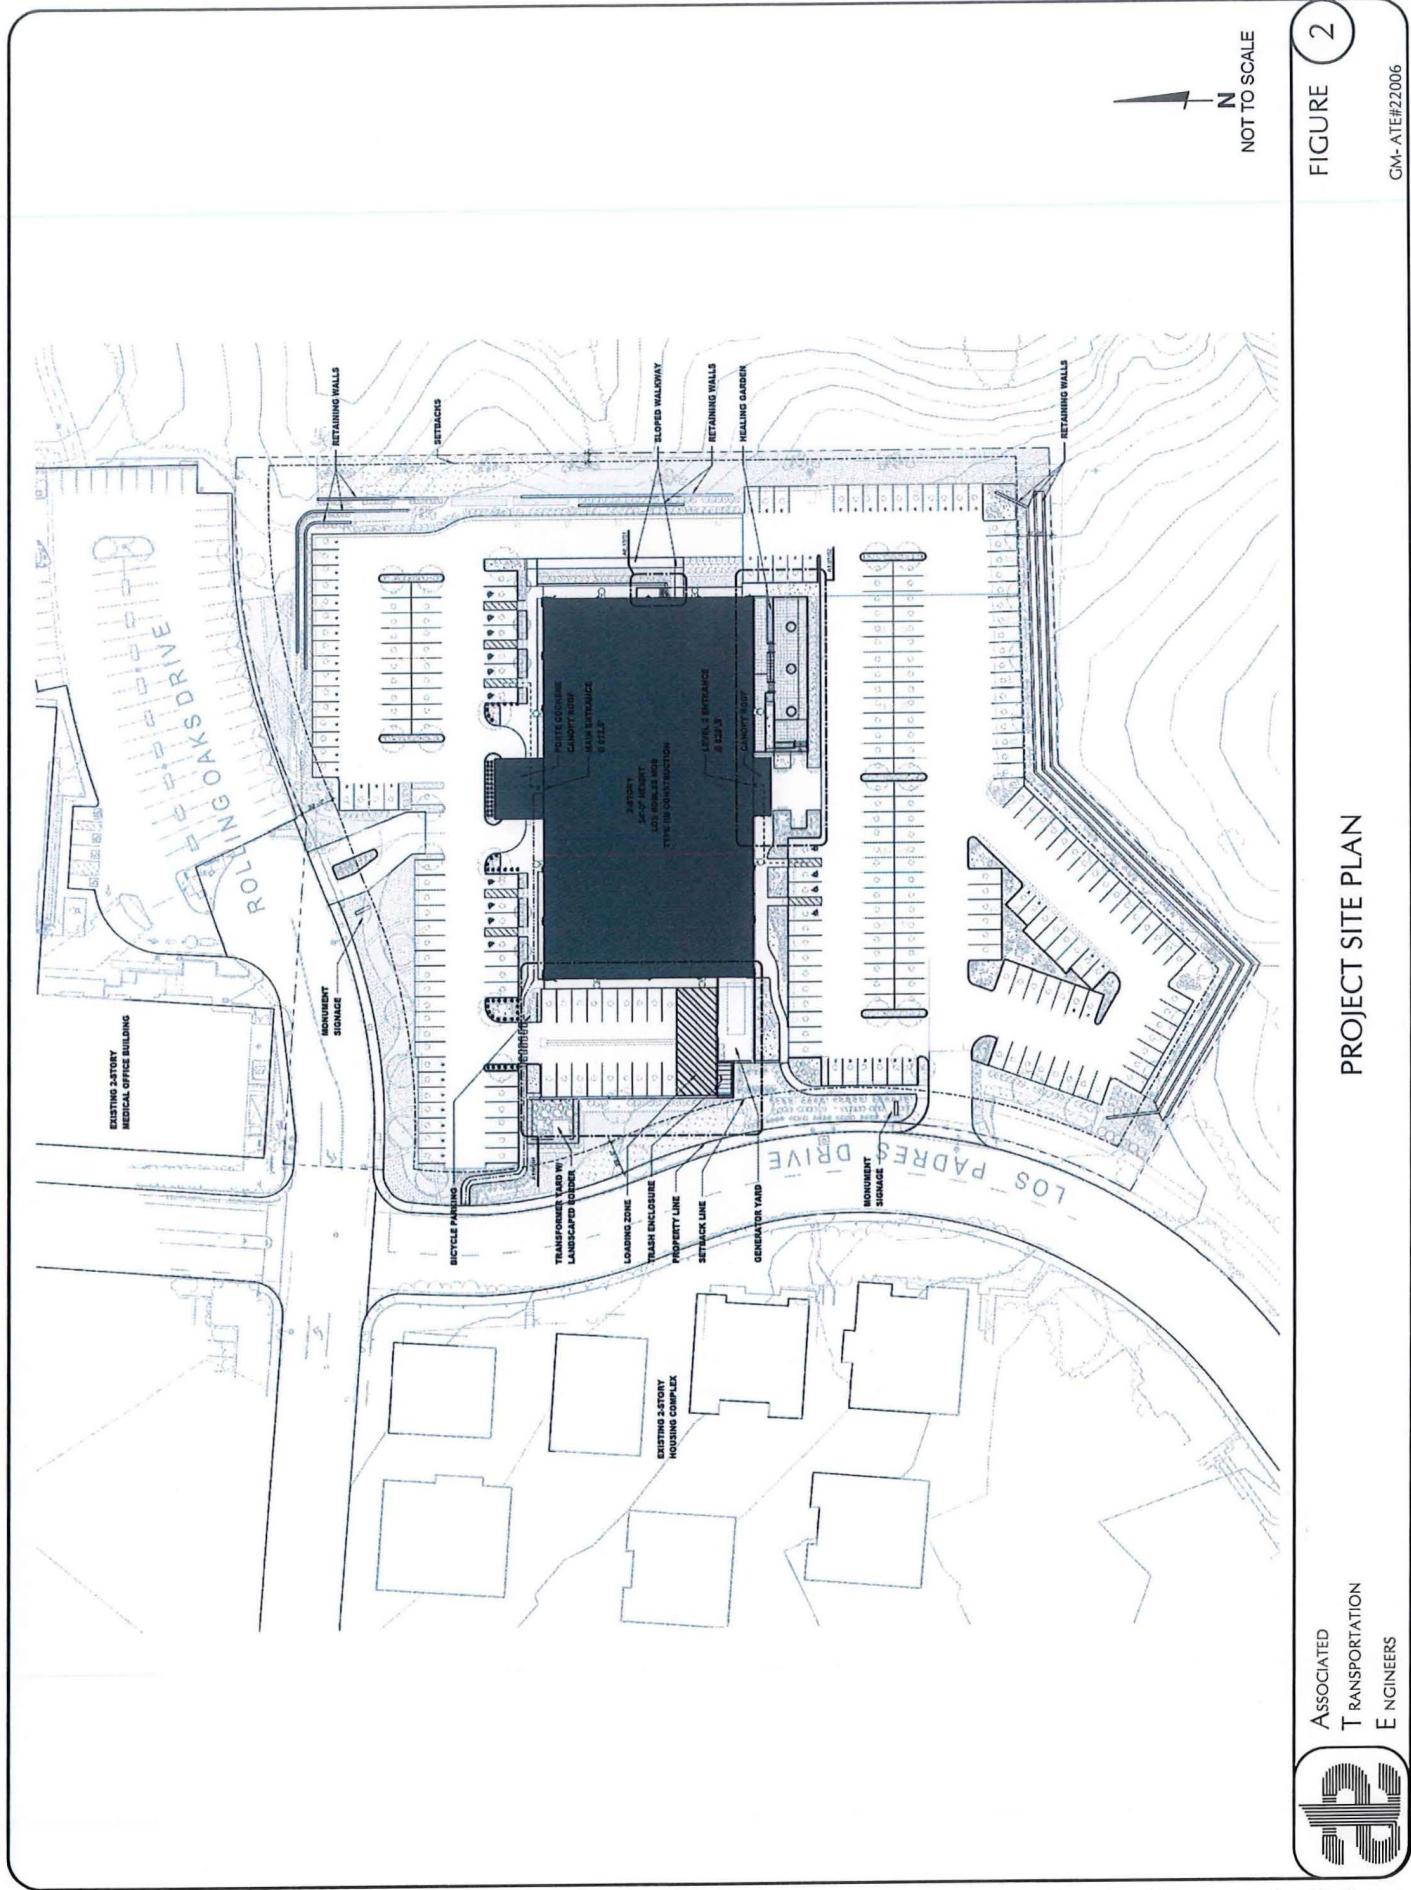 ROLLING OAKS DRIVE
RETAINING WALLS
SETBACKS
EXISTING 2-STORY
MEDICAL OFFICE BUILDING
MONUMENT
SIGNAGE
BICYCLE PARKING
TRANSFORMER YARD W/
LANDSCAPED BORDER
LOADING ZONE
TRASH ENCLOSURE
PROPERTY LINE
SETBACK LINE
GENERATOR YARD
PORTE COCHERE
CANOPY ROOF
MAIN ENTRANCE
2-STORY
LOS ROBLES MOB
LEVEL 2 ENTRANCE
CANOPY ROOF
SLOPED WALKWAY
RETAINING WALLS
HEALING GARDEN
EXISTING 2-STORY
HOUSING COMPLEX
MONUMENT
SIGNAGE
LOS PADRES DRIVE
RETAINING WALLS
N
NOT TO SCALE
ASSOCIATED
TRANSPORTATION
ENGINEERS
PROJECT SITE PLAN
FIGURE 2
GM- ATE#22006